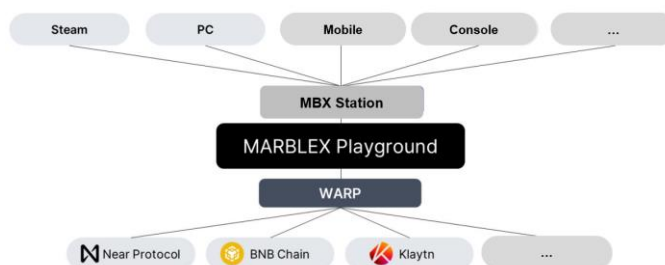 Steam
PC
Mobile
Console
...
MBX Station
MARBLEX Playground
WARP
Near Protocol
BNB Chain
Klaytn
...